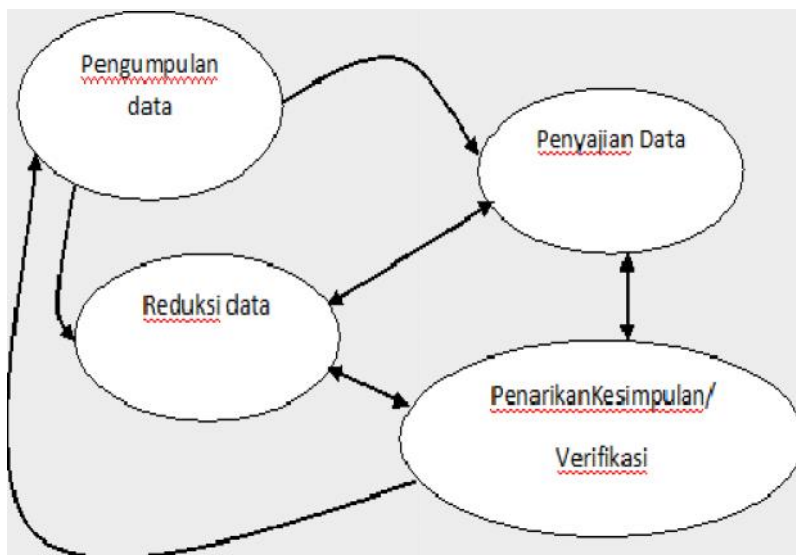 Pengumpulan
data
Penyajian Data
Reduksi data
PenarikanKesimpulan/
Verifikasi